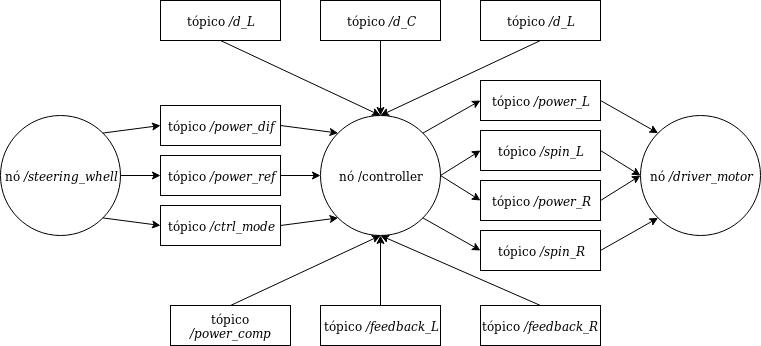 tópico /d_L
tópico /d_C
tópico /d_L
nó /steering_whell
tópico /power_dif
tópico /power_ref
tópico /ctrl_mode
nó /controller
tópico /power_L
tópico /spin_L
tópico /power_R
tópico /spin_R
nó /driver_motor
tópico
/power_comp
tópico /feedback_L
tópico /feedback_R